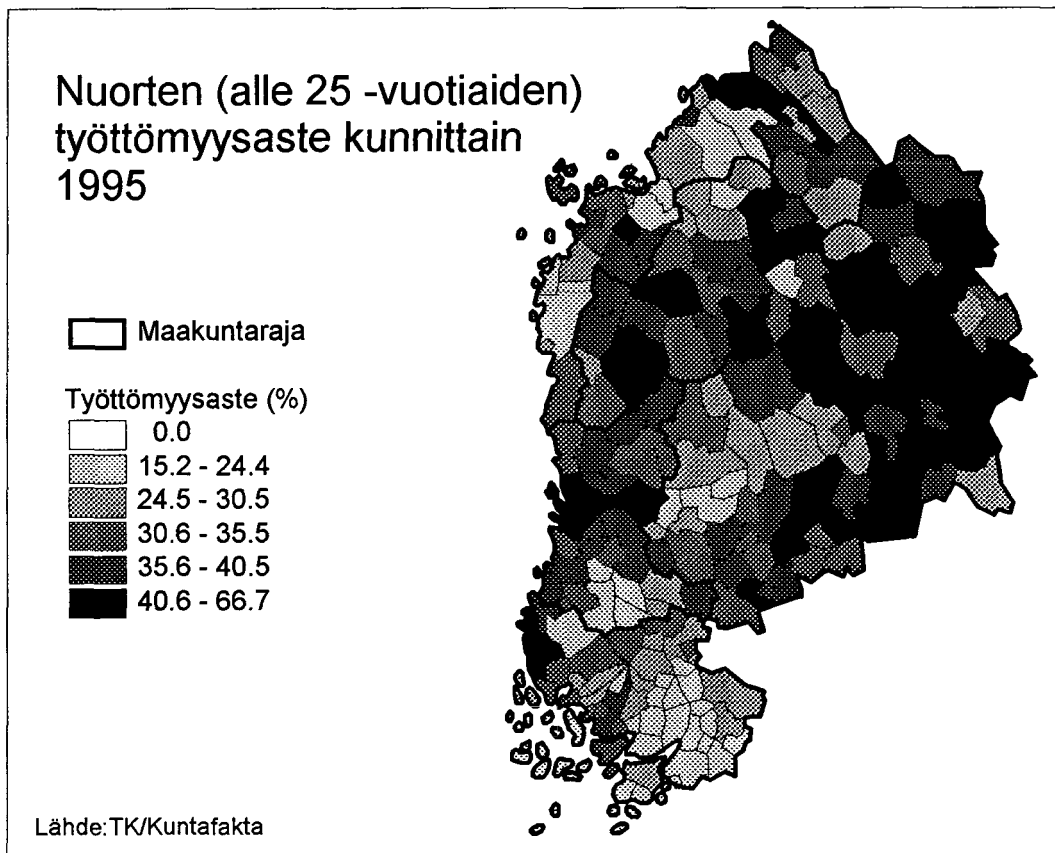 Nuorten (alle 25 -vuotiaiden)
työttömyysaste kunnittain
1995
Maakuntaraja
Työttömyysaste (%)
0.0
15.2 - 24.4
24.5 - 30.5
30.6 - 35.5
35.6 - 40.5
40.6 - 66.7
Lähde:TK/Kuntafakta